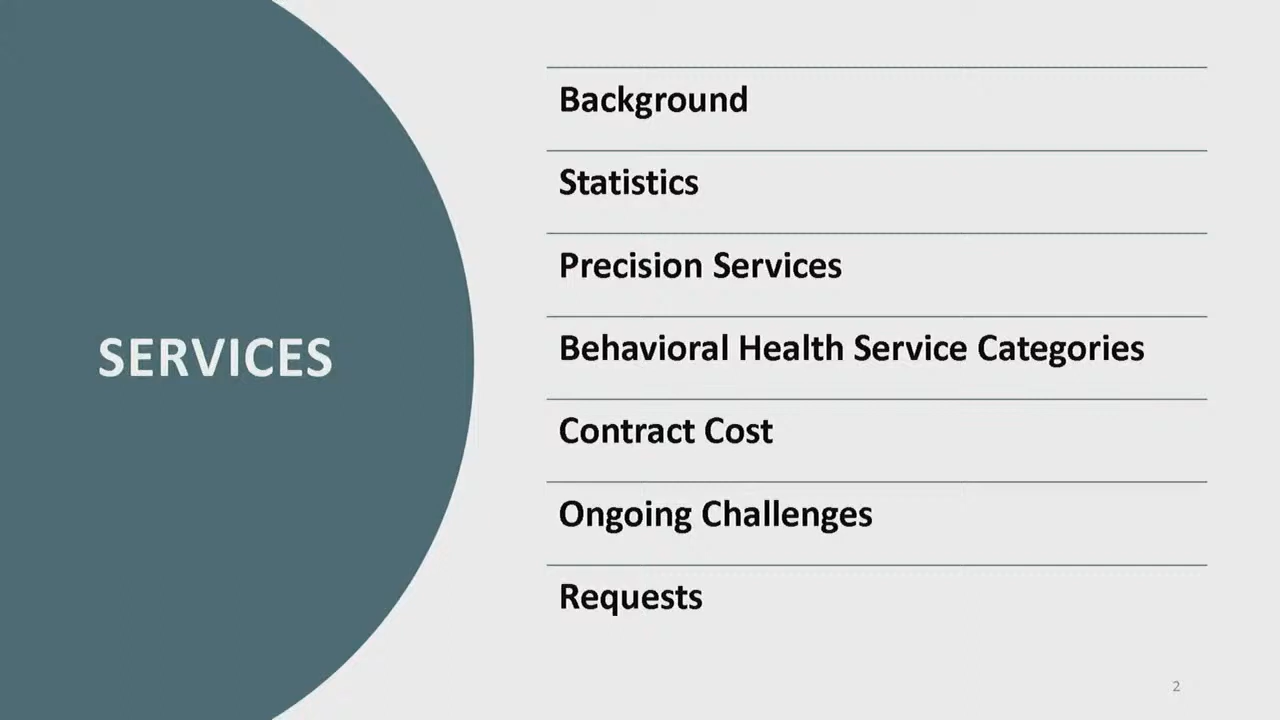 SERVICES
Background
Statistics
Precision Services
Behavioral Health Service Categories
Contract Cost
Ongoing Challenges
Requests
2